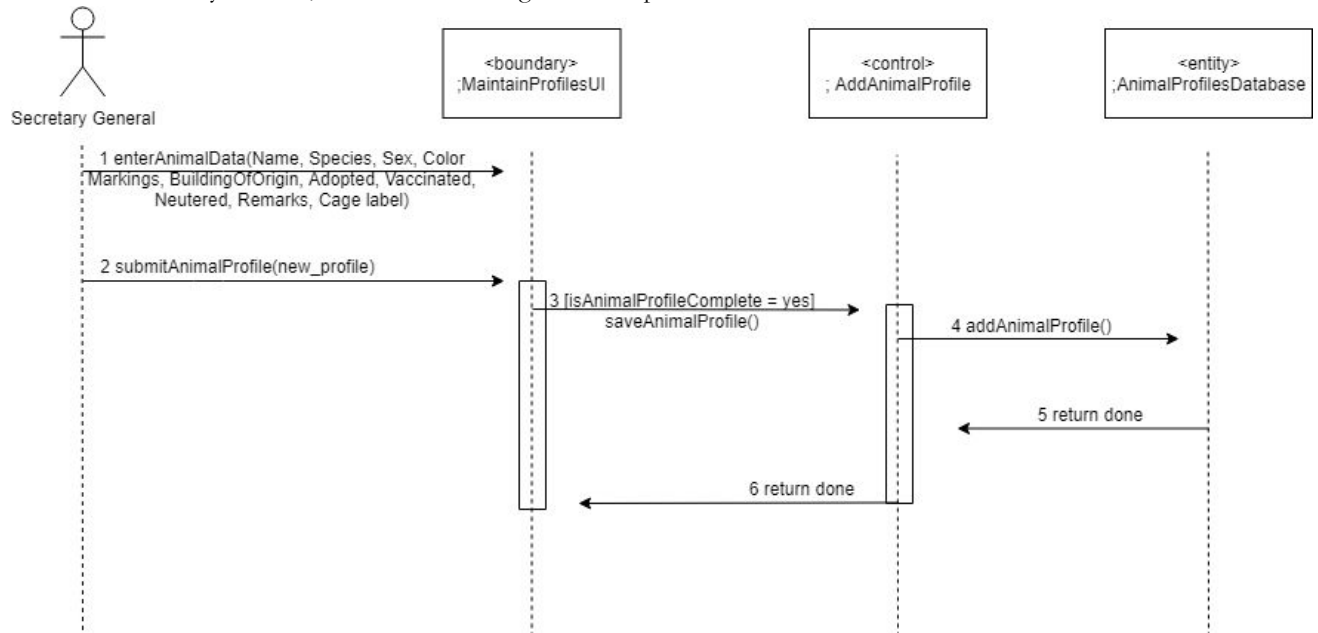 <boundary>
;MaintainProfilesUI
<control>
; AddAnimalProfile
<entity>
;AnimalProfilesDatabase
Secretary General
1 enterAnimalData(Name, Species, Sex, Color
Markings, BuildingOfOrigin, Adopted, Vaccinated,
Neutered, Remarks, Cage label)
2 submitAnimalProfile(new_profile)
3 [isAnimalProfileComplete = yes]
saveAnimalProfile()
4 addAnimalProfile()
5 return done
6 return done